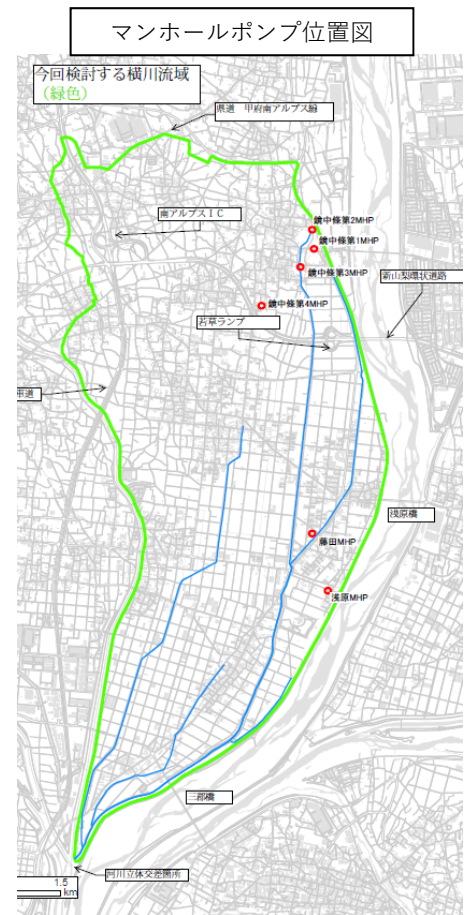 マンホールポンプ位置図
今回検討する横川流域
（緑色）
県道　甲府南アルプス線
南アルプスＩＣ
鏡中條第2MHP
鏡中條第1MHP
鏡中條第3MHP
新山梨環状道路
鏡中條第4MHP
若草ランプ
車道
浅原橋
藤田MHP
浅原MHP
三郡橋
河川立体交差箇所
1.5
km